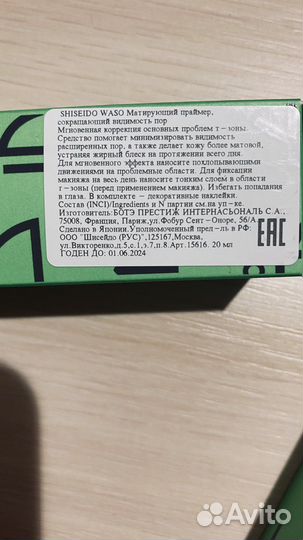 SHISEIDO WASO Матирующий праймер,
сокращающий видимость пор
Мгновенная коррекция основных проблем т-зоны.
Средство помогает минимизировать видимость
расширенных пор, а также делает кожу более матовой,
устраняя жирный блеск на протяжении всего дня.
Для мгновенного эффекта наносите похлопывающими
движениями на проблемные области. Для фиксации
макияжа на весь день наносите тонким слоем в области
т-зоны (перед применением макияжа). Избегать попадания
в глаза. В комплекте - декоративные наклейки.
Состав (INCI)/Ingredients и N партии см.на уп-ке.
Изготовитель:БОТЭ ПРЕСТИЖ ИНТЕРНАСЬОНАЛЬ С.А.,
75008, Франция, Париж,ул.Фобур Сент-Оноре, 56/А.
Сделано в Японии.Уполномоченный пред-ль в РФ:
ООО "Шисейдо (РУС)",125167,Москва,
ул.Викторенко,д.5,с.1,э.7,п.8.Арт.15616. 20 мл
ГОДЕН ДО: 01.06.2024
EAC
Avito